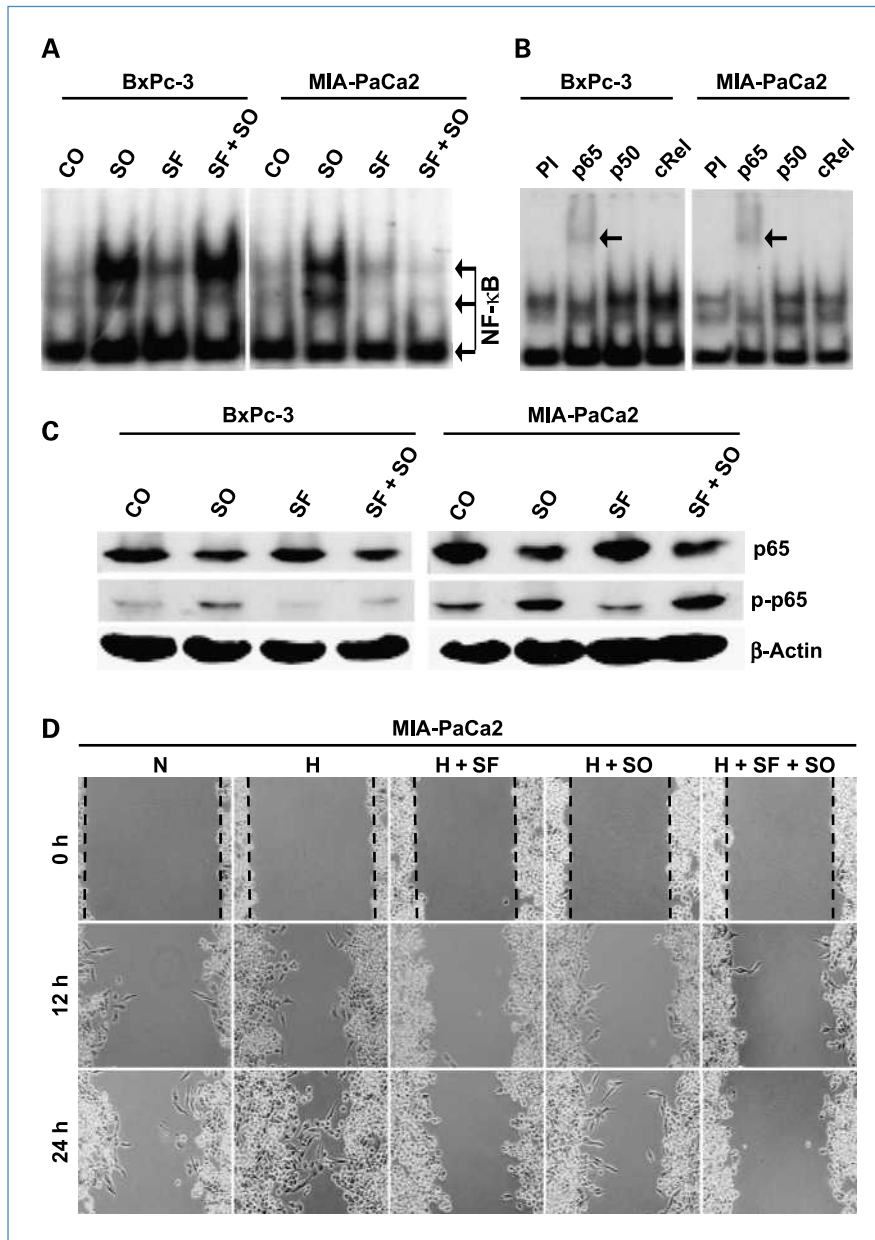 A
BxPc-3 MIA-PaCa2
CO SO SF SF + SO CO SO SF SF + SO
NF-κB
B
BxPc-3 MIA-PaCa2
PI p65 p50 cRel PI p65 p50 cRel
C
BxPc-3 MIA-PaCa2
CO SO SF SF + SO CO SO SF SF + SO
p65
p-p65
β-Actin
D
MIA-PaCa2
N H H + SF H + SO H + SF + SO
0 h
12 h
24 h